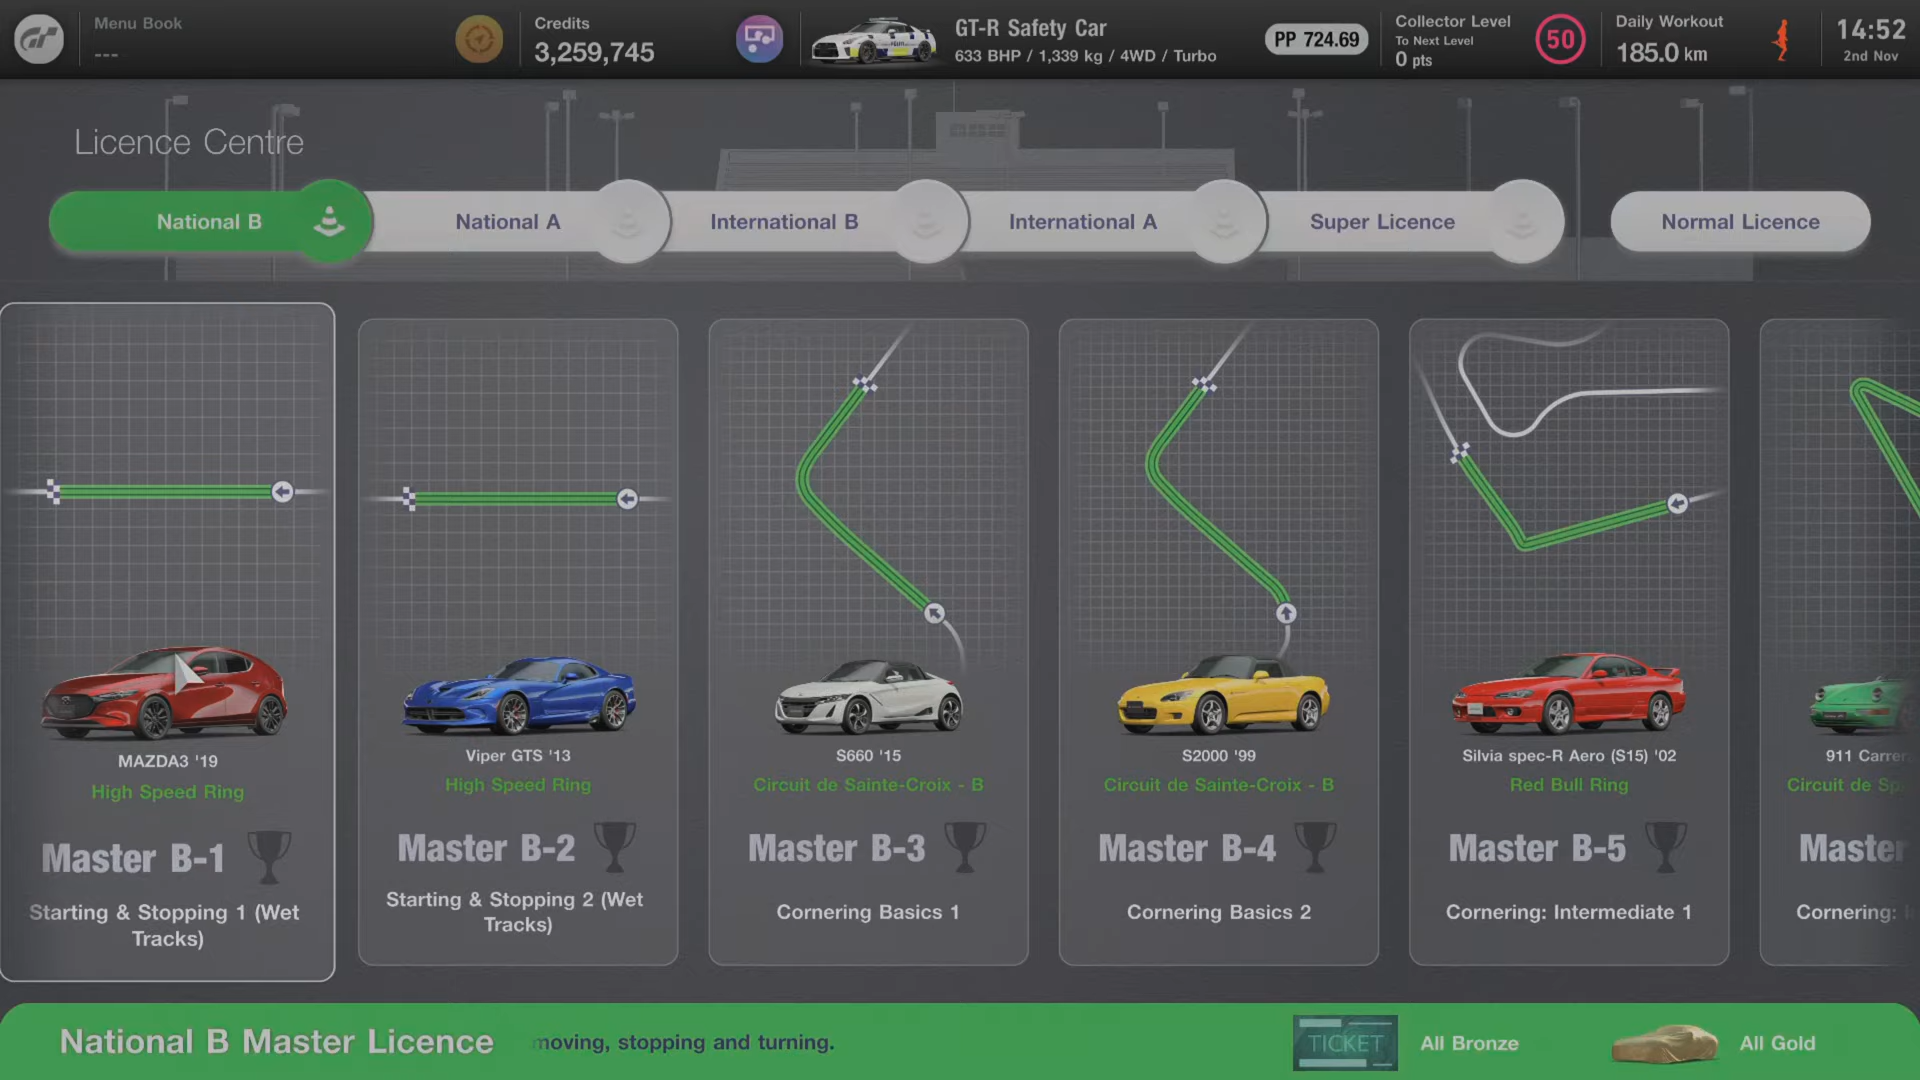 Menu Book
---
Credits
3,259,745
GT-R Safety Car
633 BHP / 1,339 kg / 4WD / Turbo
PP 724.69
Collector Level
To Next Level
0 pts
50
Daily Workout
185.0 km
14:52
2nd Nov
Licence Centre
National B
National A
International B
International A
Super Licence
Normal Licence
MAZDA3 '19
High Speed Ring
Master B-1
Starting & Stopping 1 (Wet
Tracks)
Viper GTS '13
High Speed Ring
Master B-2
Starting & Stopping 2 (Wet
Tracks)
S660 '15
Circuit de Sainte-Croix - B
Master B-3
Cornering Basics 1
S2000 '99
Circuit de Sainte-Croix - B
Master B-4
Cornering Basics 2
Silvia spec-R Aero (S15) '02
Red Bull Ring
Master B-5
Cornering: Intermediate 1
911
Circuit de
Master
Cornering:
National B Master Licence
moving, stopping and turning.
TICKET
All Bronze
All Gold